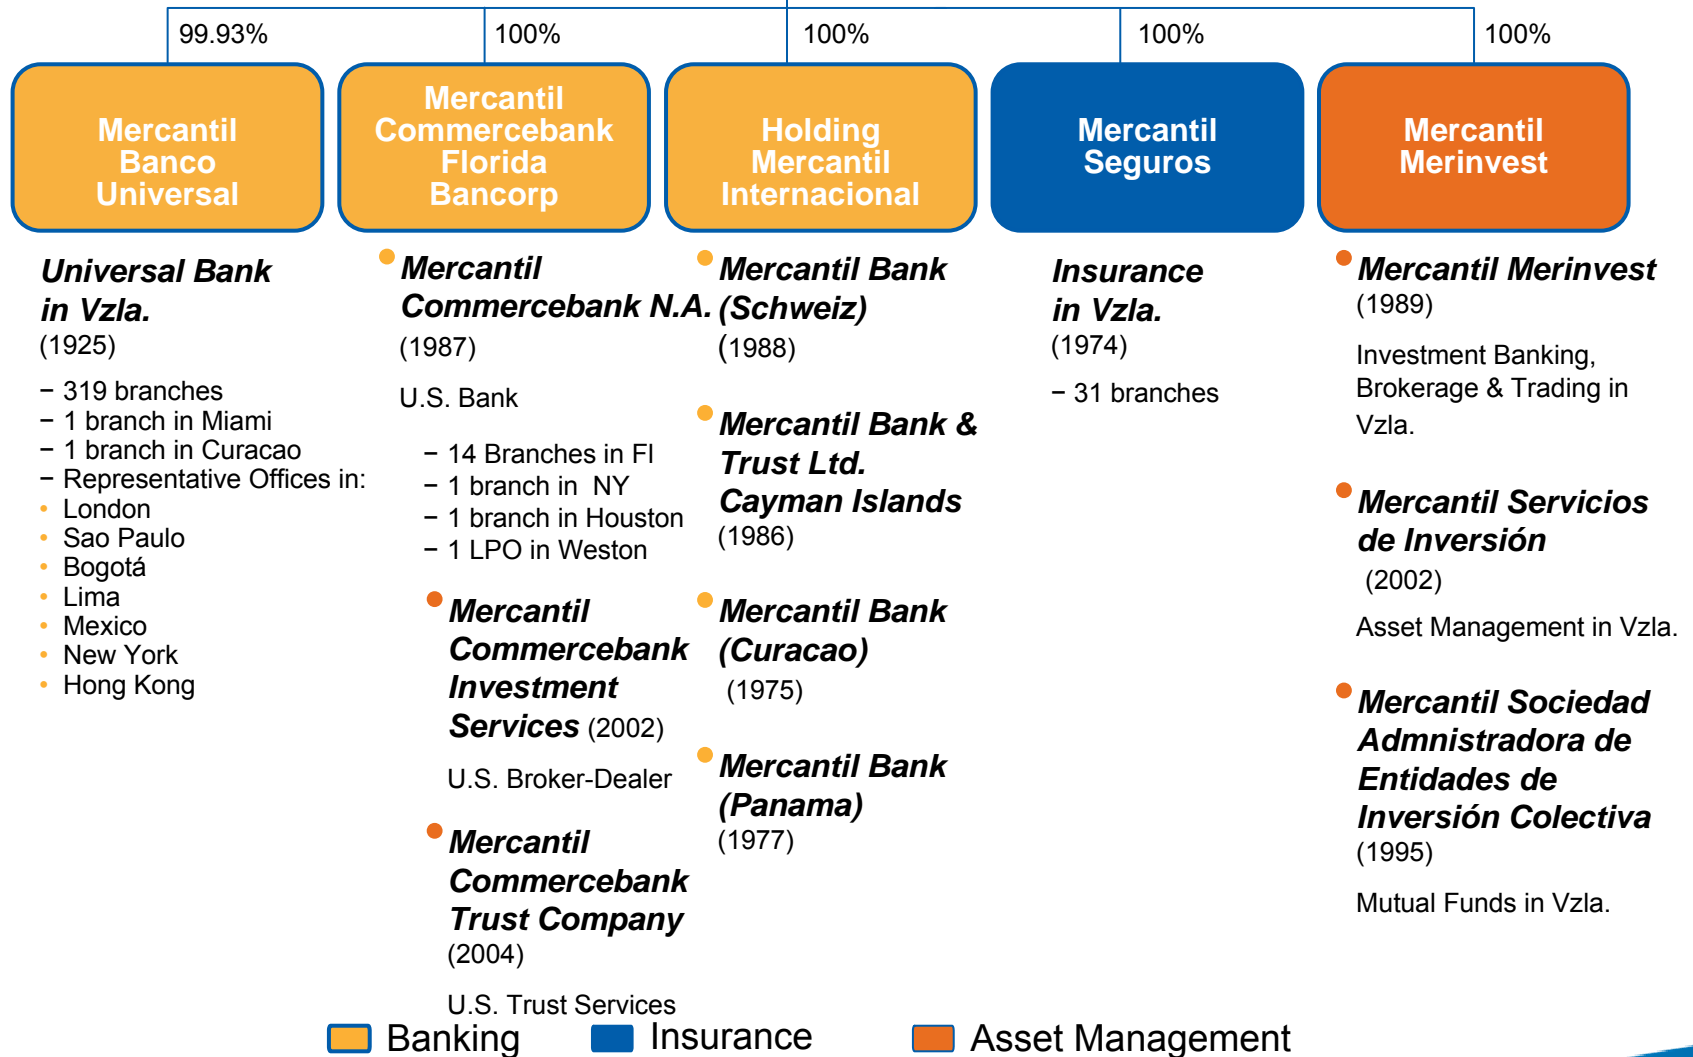 99.93%
100%
100%
100%
100%
Mercantil
Banco
Universal
Mercantil
Commercebank
Florida
Bancorp
Holding
Mercantil
Internacional
Mercantil
Seguros
Mercantil
Merinvest
Universal Bank
in Vzla.
(1925)
− 319 branches
− 1 branch in Miami
− 1 branch in Curacao
− Representative Offices in:
• London
• Sao Paulo
• Bogotá
• Lima
• Mexico
• New York
• Hong Kong
• Mercantil
Commercebank N.A.
(1987)
U.S. Bank
− 14 Branches in Fl
− 1 branch in NY
− 1 branch in Houston
− 1 LPO in Weston
• Mercantil
Commercebank
Investment
Services (2002)
U.S. Broker-Dealer
• Mercantil
Commercebank
Trust Company
(2004)
U.S. Trust Services
• Mercantil Bank
(Schweiz)
(1988)
• Mercantil Bank &
Trust Ltd.
Cayman Islands
(1986)
• Mercantil Bank
(Curacao)
(1975)
• Mercantil Bank
(Panama)
(1977)
Insurance
in Vzla.
(1974)
− 31 branches
• Mercantil Merinvest
(1989)
Investment Banking,
Brokerage & Trading in
Vzla.
• Mercantil Servicios
de Inversión
(2002)
Asset Management in Vzla.
• Mercantil Sociedad
Admnistradora de
Entidades de
Inversión Colectiva
(1995)
Mutual Funds in Vzla.
Banking
Insurance
Asset Management